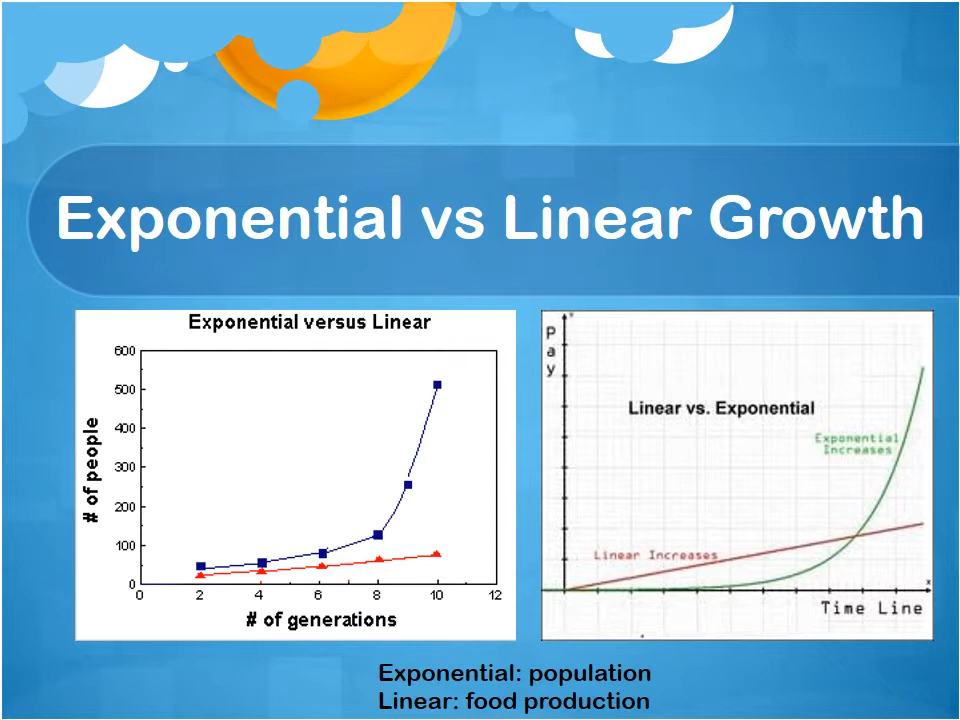 Exponential vs Linear Growth
Exponential versus Linear
600
500
400
300
200
100
0
# of people
0 2 4 6 8 10 12
# of generations
y
Pay
Linear vs. Exponential
Exponential
Increases
Linear Increases
x
Time Line
Exponential: population
Linear: food production